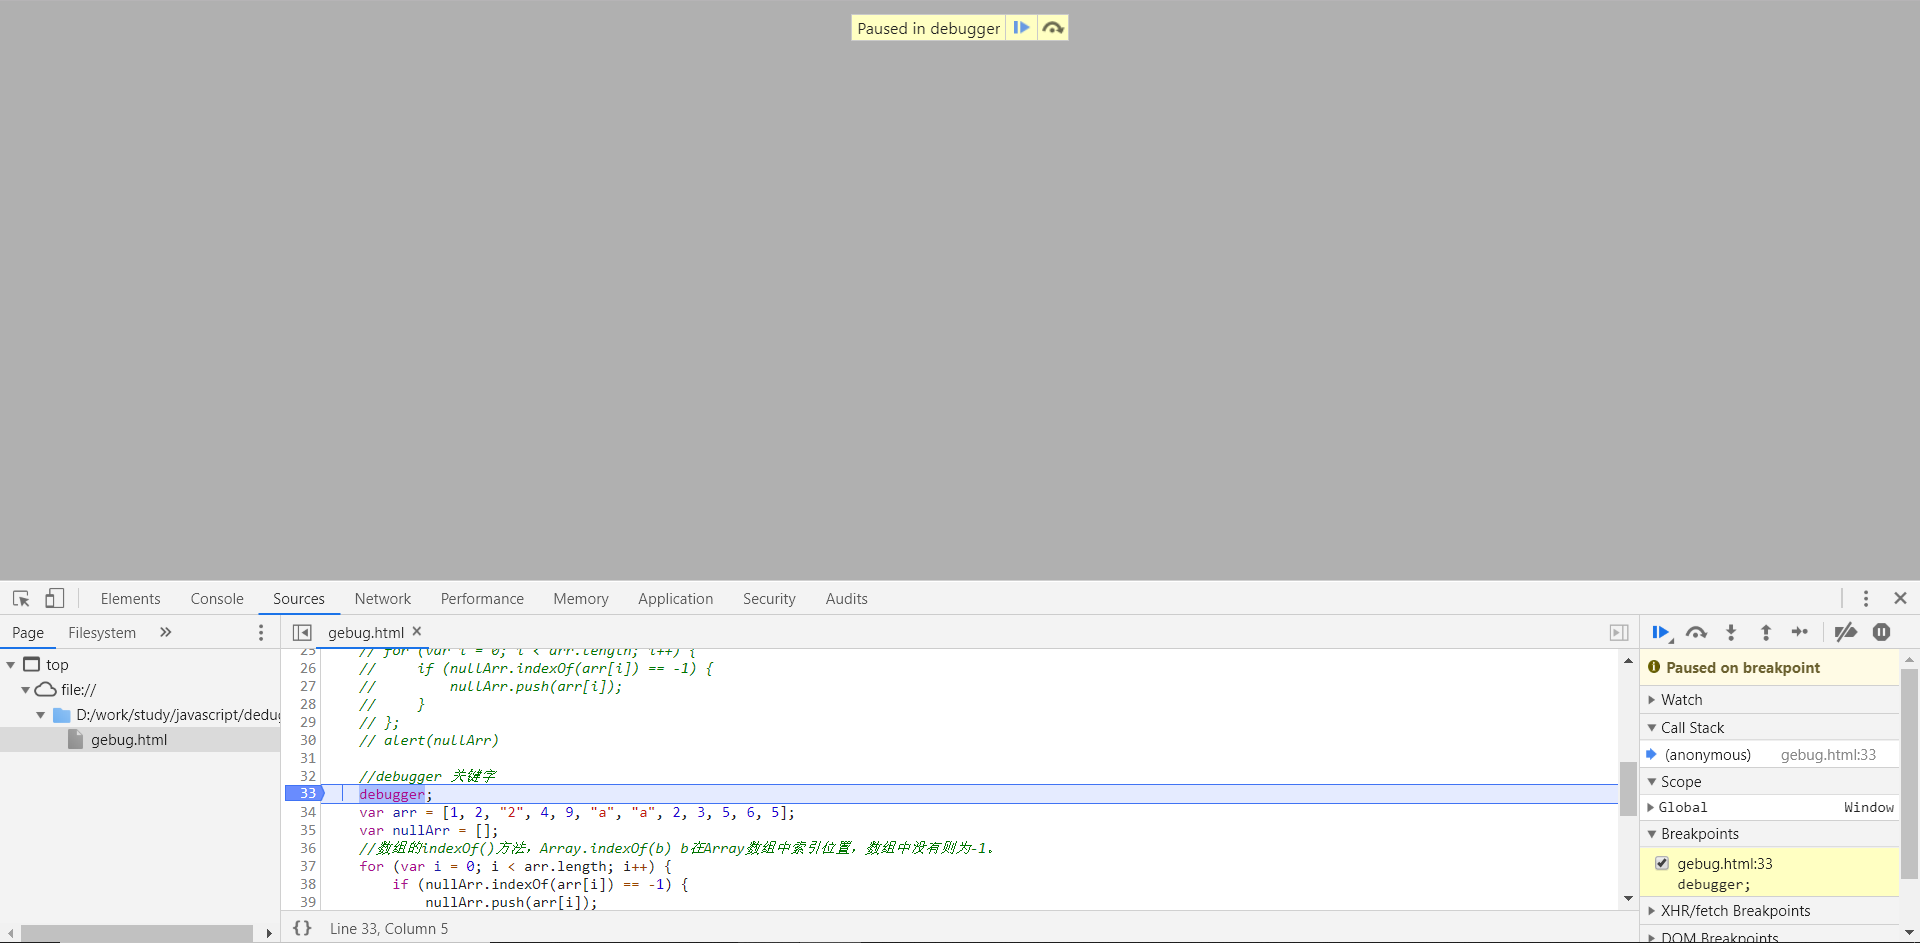 Paused in debugger
Elements Console Sources Network Performance Memory Application Security Audits
Page Filesystem
top
file://
D:/work/study/javascript/dedug
gebug.html
gebug.html
25 // for (var i = 0; i < arr.length; i++) {
26 //     if (nullArr.indexOf(arr[i]) == -1) {
27 //         nullArr.push(arr[i]);
28 //     }
29 // };
30 // alert(nullArr)
31
32 //debugger 关键字
33 debugger;
34 var arr = [1, 2, "2", 4, 9, "a", "a", 2, 3, 5, 6, 5];
35 var nullArr = [];
36 //数组的indexOf()方法，Array.indexOf(b) b在Array数组中索引位置，数组中没有则为-1。
37 for (var i = 0; i < arr.length; i++) {
38     if (nullArr.indexOf(arr[i]) == -1) {
39         nullArr.push(arr[i]);
{} Line 33, Column 5
Paused on breakpoint
Watch
Call Stack
(anonymous) gebug.html:33
Scope
Global Window
Breakpoints
gebug.html:33
debugger;
XHR/fetch Breakpoints
DOM Breakpoints